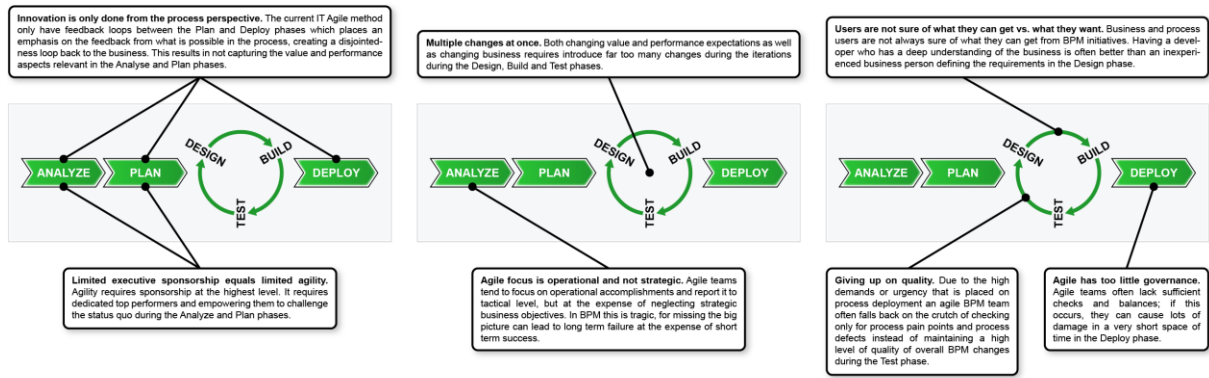 Innovation is only done from the process perspective. The current IT Agile method
only have feedback loops between the Plan and Deploy phases which places an
emphasis on the feedback from what is possible in the process, creating a disjointed-
ness loop back to the business. This results in not capturing the value and performance
aspects relevant in the Analyse and Plan phases.
ANALYZE
PLAN
DESIGN
BUILD
TEST
DEPLOY
Limited executive sponsorship equals limited agility.
Agility requires sponsorship at the highest level. It requires
dedicated top performers and empowering them to challenge
the status quo during the Analyze and Plan phases.
Multiple changes at once. Both changing value and performance expectations as well
as changing business requires introduce far too many changes during the iterations
during the Design, Build and Test phases.
ANALYZE
PLAN
DESIGN
BUILD
TEST
DEPLOY
Agile focus is operational and not strategic. Agile teams
tend to focus on operational accomplishments and report it to
tactical level, but at the expense of neglecting strategic
business objectives. In BPM this is tragic, for missing the big
picture can lead to long term failure at the expense of short
term success.
Users are not sure of what they can get vs. what they want. Business and process
users are not always sure of what they can get from BPM initiatives. Having a devel-
oper who has a deep understanding of the business is often better than an inexpe-
rienced business person defining the requirements in the Design phase.
ANALYZE
PLAN
DESIGN
BUILD
TEST
DEPLOY
Giving up on quality. Due to the high
demands or urgency that is placed on
process deployment an agile BPM team
often falls back on the crutch of checking
only for process pain points and process
defects instead of maintaining a high
level of quality of overall BPM changes
during the Test phase.
Agile has too little governance.
Agile teams often lack sufficient
checks and balances; if this
occurs, they can cause lots of
damage in a very short space of
time in the Deploy phase.